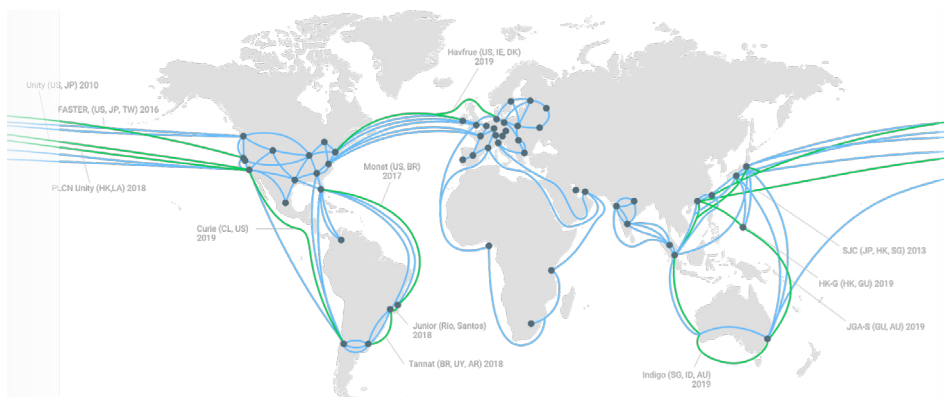 Havfrue (US, IE, DK)
2019
Unity (US, JP) 2010
FASTER, (US, JP, TW) 2016
Monet (US, BR)
2017
PLCN Unity (HK,LA) 2018
Curie (CL, US)
2019
SJC (JP, HK, SG) 2013
HK-G (HK, GU) 2019
Junior (Rio, Santos)
2018
JGA-S (GU, AU) 2019
Tannat (BR, UY, AR) 2018
Indigo (SG, ID, AU)
2019